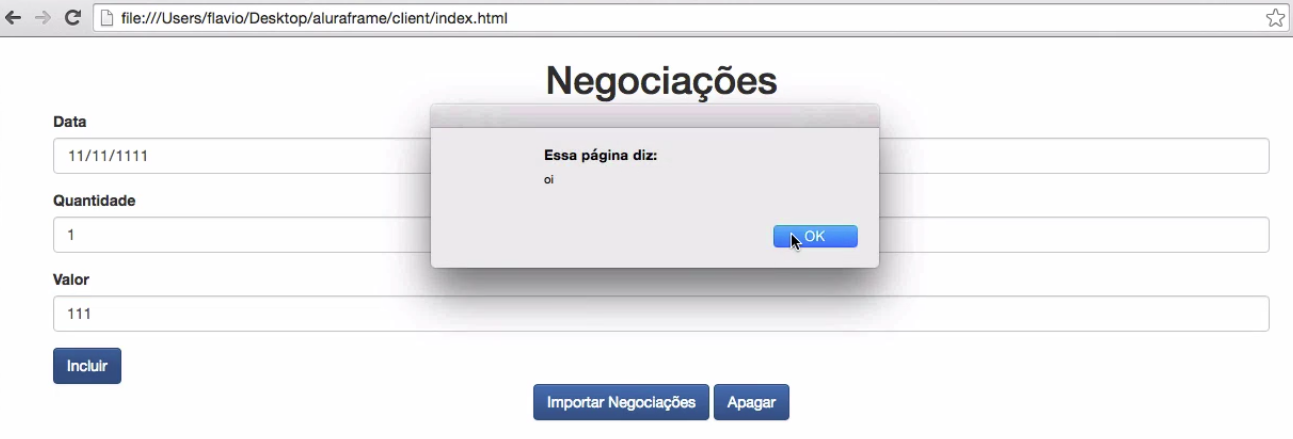 file:///Users/flavio/Desktop/aluraframe/client/index.html
Negociações
Data
11/11/1111
Essa página diz:
oi
Quantidade
1
OK
Valor
111
Incluir
Importar Negociações Apagar